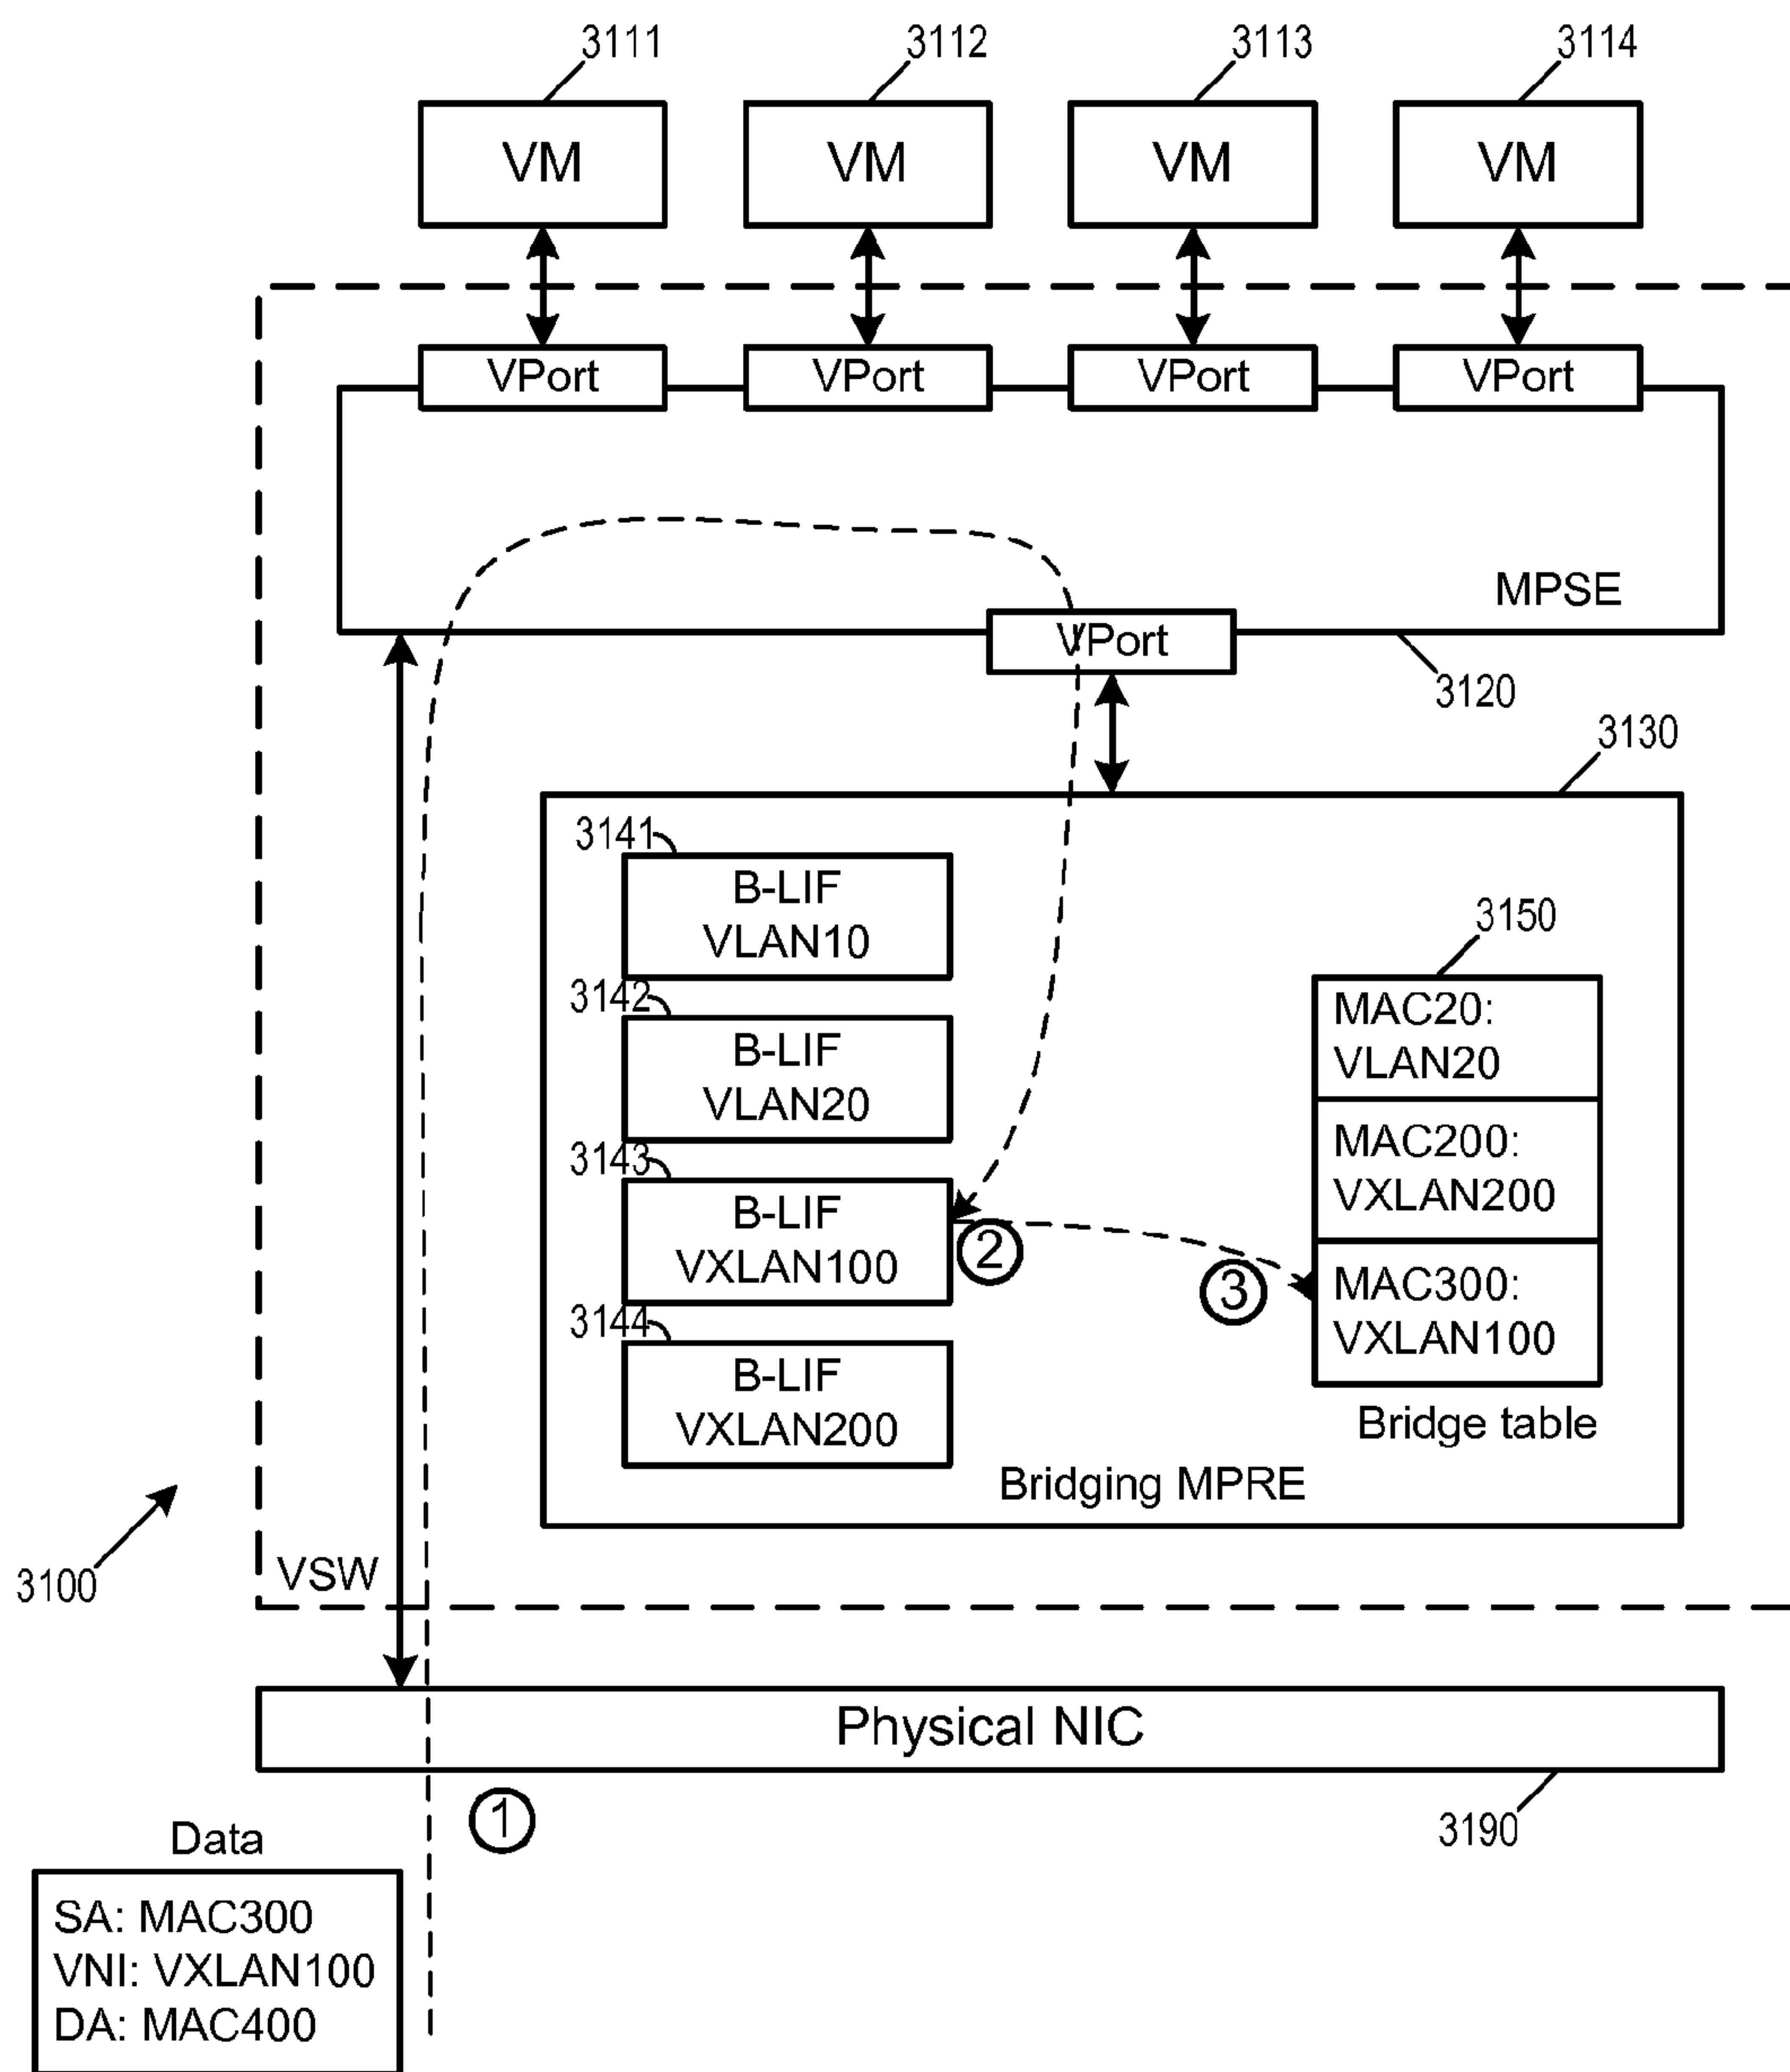 3111
3112
3113
3114
VM
VM
VM
VM
VPort
VPort
VPort
VPort
MPSE
VPort
3120
3130
3141
B-LIF
VLAN10
3142
B-LIF
VLAN20
3143
B-LIF
VXLAN100
3144
B-LIF
VXLAN200
2
3
3150
MAC20:
VLAN20
MAC200:
VXLAN200
MAC300:
VXLAN100
Bridge table
Bridging MPRE
3100
VSW
Physical NIC
1
3190
Data
SA: MAC300
VNI: VXLAN100
DA: MAC400